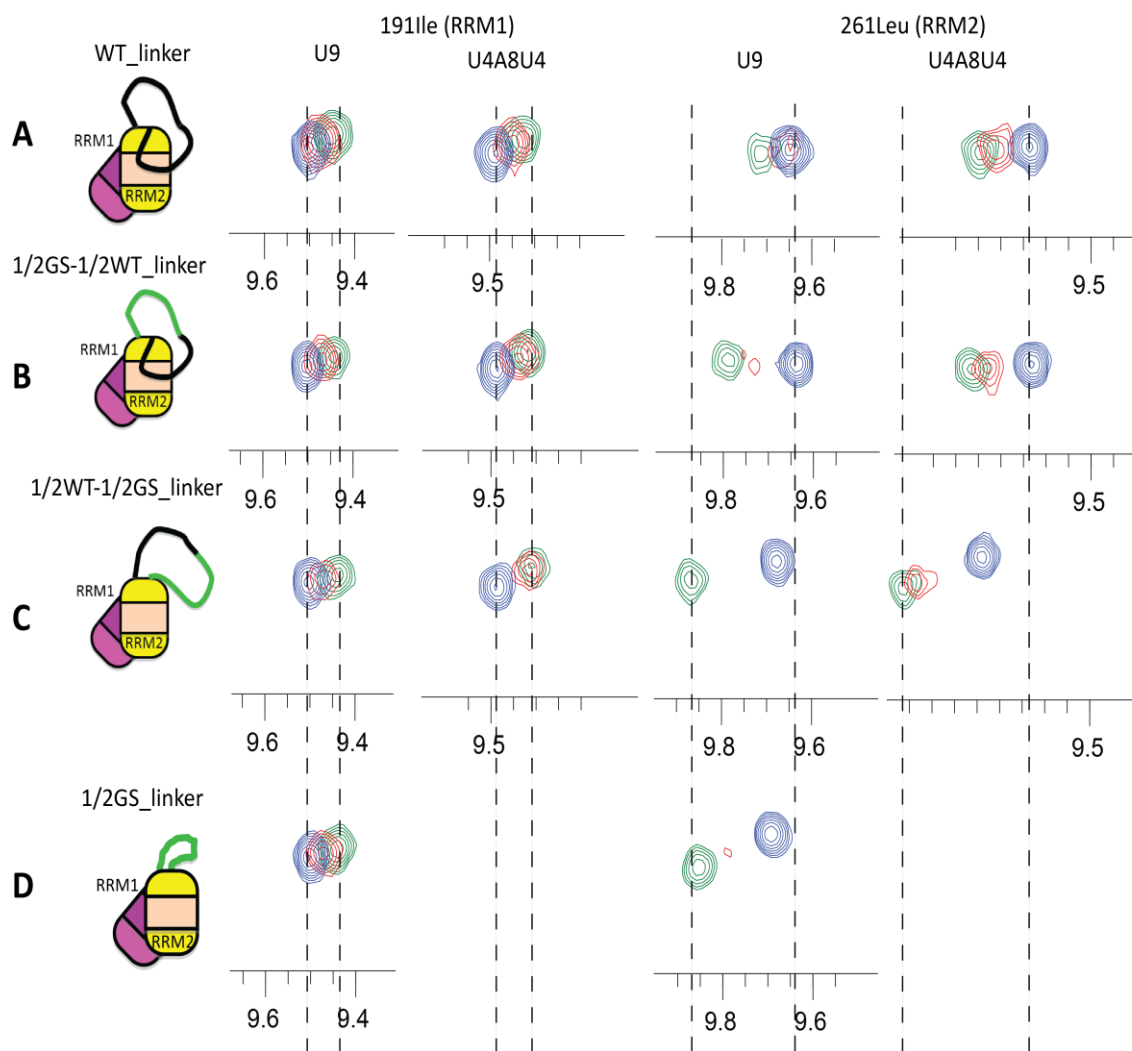 191Ile (RRM1) 261Leu (RRM2)
WT_linker U9 U4A8U4 U9 U4A8U4
A
RRM1
RRM2
9.6 9.4 9.5 9.8 9.6 9.5
1/2GS-1/2WT_linker
B
RRM1
RRM2
9.6 9.4 9.5 9.8 9.6 9.5
1/2WT-1/2GS_linker
C
RRM1
RRM2
9.6 9.4 9.5 9.8 9.6 9.5
1/2GS_linker
D
RRM1
RRM2
9.6 9.4 9.8 9.6